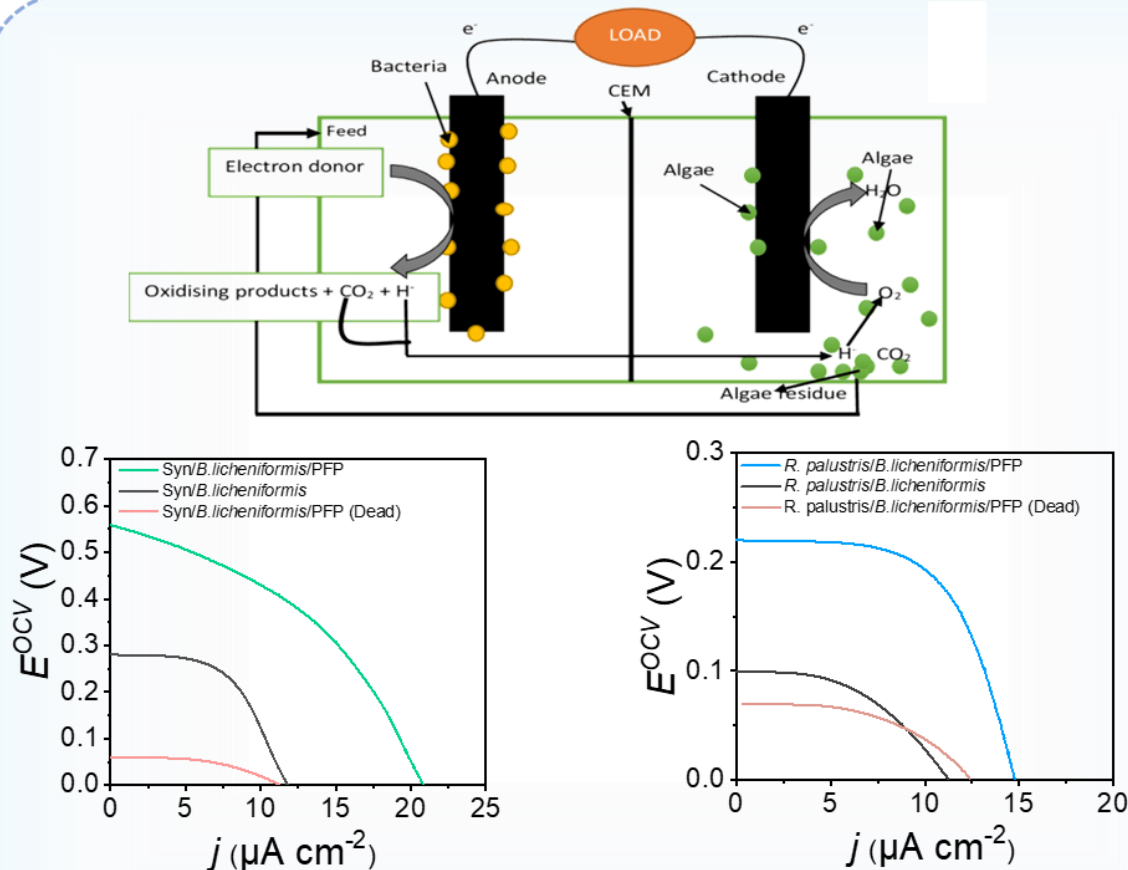 e⁻ LOAD e⁻
Bacteria
Anode
Cathode
CEM
Feed
Electron donor
Algae
Algae
H₂O
Oxidising products + CO₂ + H⁻
O₂
H⁻ CO₂
Algae residue
0.7
0.6
0.5
0.4
0.3
0.2
0.1
0.0
E^OCV (V)
Syn/B.licheniformis/PFP
Syn/B.licheniformis
Syn/B.licheniformis/PFP (Dead)
0 5 10 15 20 25
j (µA cm⁻²)
0.3
0.2
0.1
0.0
E^OCV (V)
R. palustris/B.licheniformis/PFP
R. palustris/B.licheniformis
R. palustris/B.licheniformis/PFP (Dead)
0 5 10 15 20
j (µA cm⁻²)